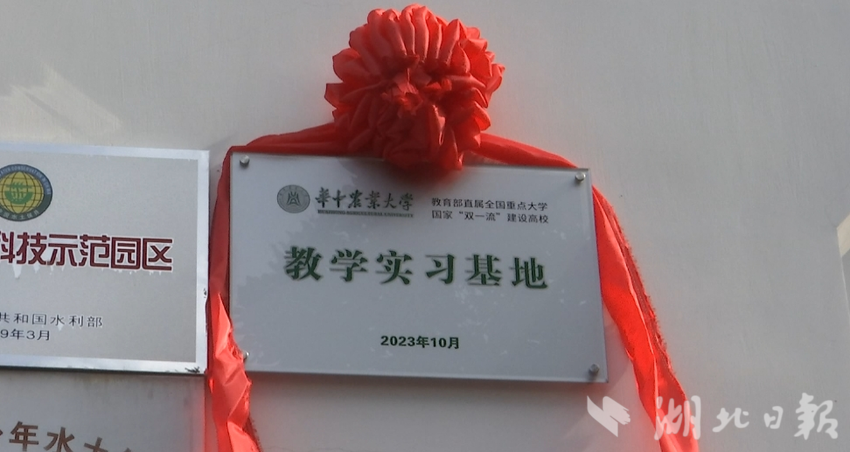 科技示范园区
共和国水利部
9年3月
年水
华中农业大学
教育部直属全国重点大学
国家“双一流”建设高校
教学实习基地
2023年10月
湖北日报